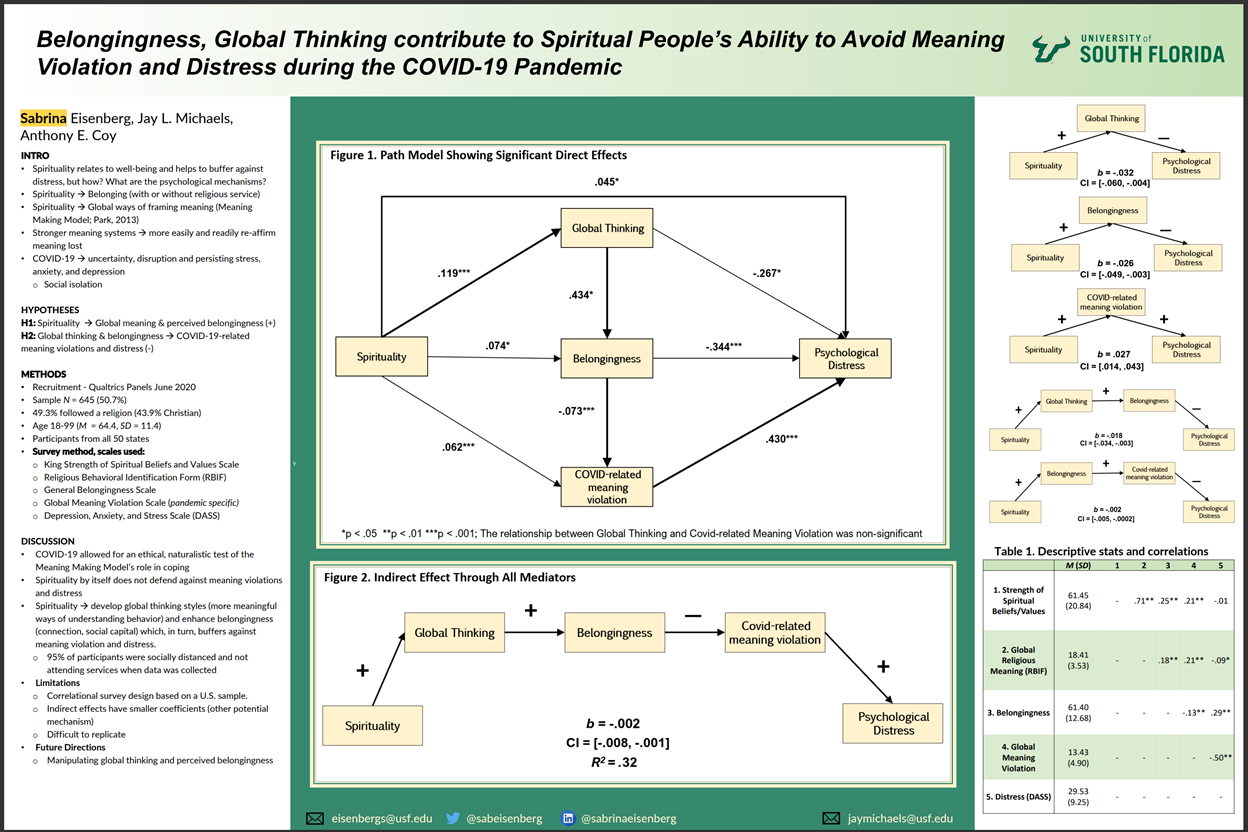 Belongingness, Global Thinking contribute to Spiritual People's Ability to Avoid Meaning
Violation and Distress during the COVID-19 Pandemic
UNIVERSITY of
SOUTH FLORIDA
Sabrina Eisenberg, Jay L. Michaels,
Anthony E. Coy
INTRO
• Spirituality relates to well-being and helps to buffer against
distress, but how? What are the psychological mechanisms?
• Spirituality → Belonging (with or without religious service)
• Spirituality → Global ways of framing meaning (Meaning
Making Model; Park, 2013)
• Stronger meaning systems → more easily and readily re-affirm
meaning lost
• COVID-19 → uncertainty, disruption and persisting stress,
anxiety, and depression
o Social isolation
HYPOTHESES
H1: Spirituality → Global meaning & perceived belongingness (+)
H2: Global thinking & belongingness → COVID-19-related
meaning violations and distress (-)
METHODS
• Recruitment - Qualtrics Panels June 2020
• Sample N = 645 (50.7%)
• 49.3% followed a religion (43.9% Christian)
• Age 18-99 (M = 64.4, SD = 11.4)
• Participants from all 50 states
• Survey method, scales used:
o King Strength of Spiritual Beliefs and Values Scale
o Religious Behavioral Identification Form (RBIF)
o General Belongingness Scale
o Global Meaning Violation Scale (pandemic specific)
o Depression, Anxiety, and Stress Scale (DASS)
DISCUSSION
• COVID-19 allowed for an ethical, naturalistic test of the
Meaning Making Model's role in coping
• Spirituality by itself does not defend against meaning violations
and distress
• Spirituality → develop global thinking styles (more meaningful
ways of understanding behavior) and enhance belongingness
(connection, social capital) which, in turn, buffers against
meaning violation and distress.
o 95% of participants were socially distanced and not
attending services when data was collected
• Limitations
o Correlational survey design based on a U.S. sample.
o Indirect effects have smaller coefficients (other potential
mechanism)
o Difficult to replicate
• Future Directions
o Manipulating global thinking and perceived belongingness
Figure 1. Path Model Showing Significant Direct Effects
.045*
Global Thinking
.119***
-.267*
.434*
Spirituality
.074*
Belongingness
-.344***
Psychological
Distress
-.073***
.062***
.430***
COVID-related
meaning
violation
*p < .05 **p < .01 ***p < .001; The relationship between Global Thinking and Covid-related Meaning Violation was non-significant
Figure 2. Indirect Effect Through All Mediators
+
Global Thinking
+
Belongingness
—
Covid-related
meaning violation
+
Spirituality
Psychological
Distress
b = -.002
CI = [-.008, -.001]
R² = .32
eisenbergs@usf.edu
@sabeisenberg
@sabrinaeisenberg
jaymichaels@usf.edu
Global Thinking
+ —
Spirituality
Psychological
Distress
b = -.032
CI = [-.060, -.004]
Belongingness
+ —
Spirituality
Psychological
Distress
b = -.026
CI = [-.049, -.003]
COVID-related
meaning violation
+ +
Spirituality
Psychological
Distress
b = .027
CI = [.014, .043]
+
Global Thinking
+
Belongingness
—
Spirituality
Psychological
Distress
b = -.018
CI = [-.034, -.003]
+
Belongingness
+
Covid-related
meaning violation
—
Spirituality
Psychological
Distress
b = -.002
CI = [-.005, -.0002]
Table 1. Descriptive stats and correlations
M (SD) 1 2 3 4 5
1. Strength of
Spiritual
Beliefs/Values
61.45
(20.84)
- .71** .25** .21** -.01
2. Global
Religious
Meaning (RBIF)
18.41
(3.53)
- - .18** .21** -.09*
3. Belongingness
61.40
(12.68)
- - - -.13** .29**
4. Global
Meaning
Violation
13.43
(4.90)
- - - - -.50**
5. Distress (DASS)
29.53
(9.25)
- - - - -